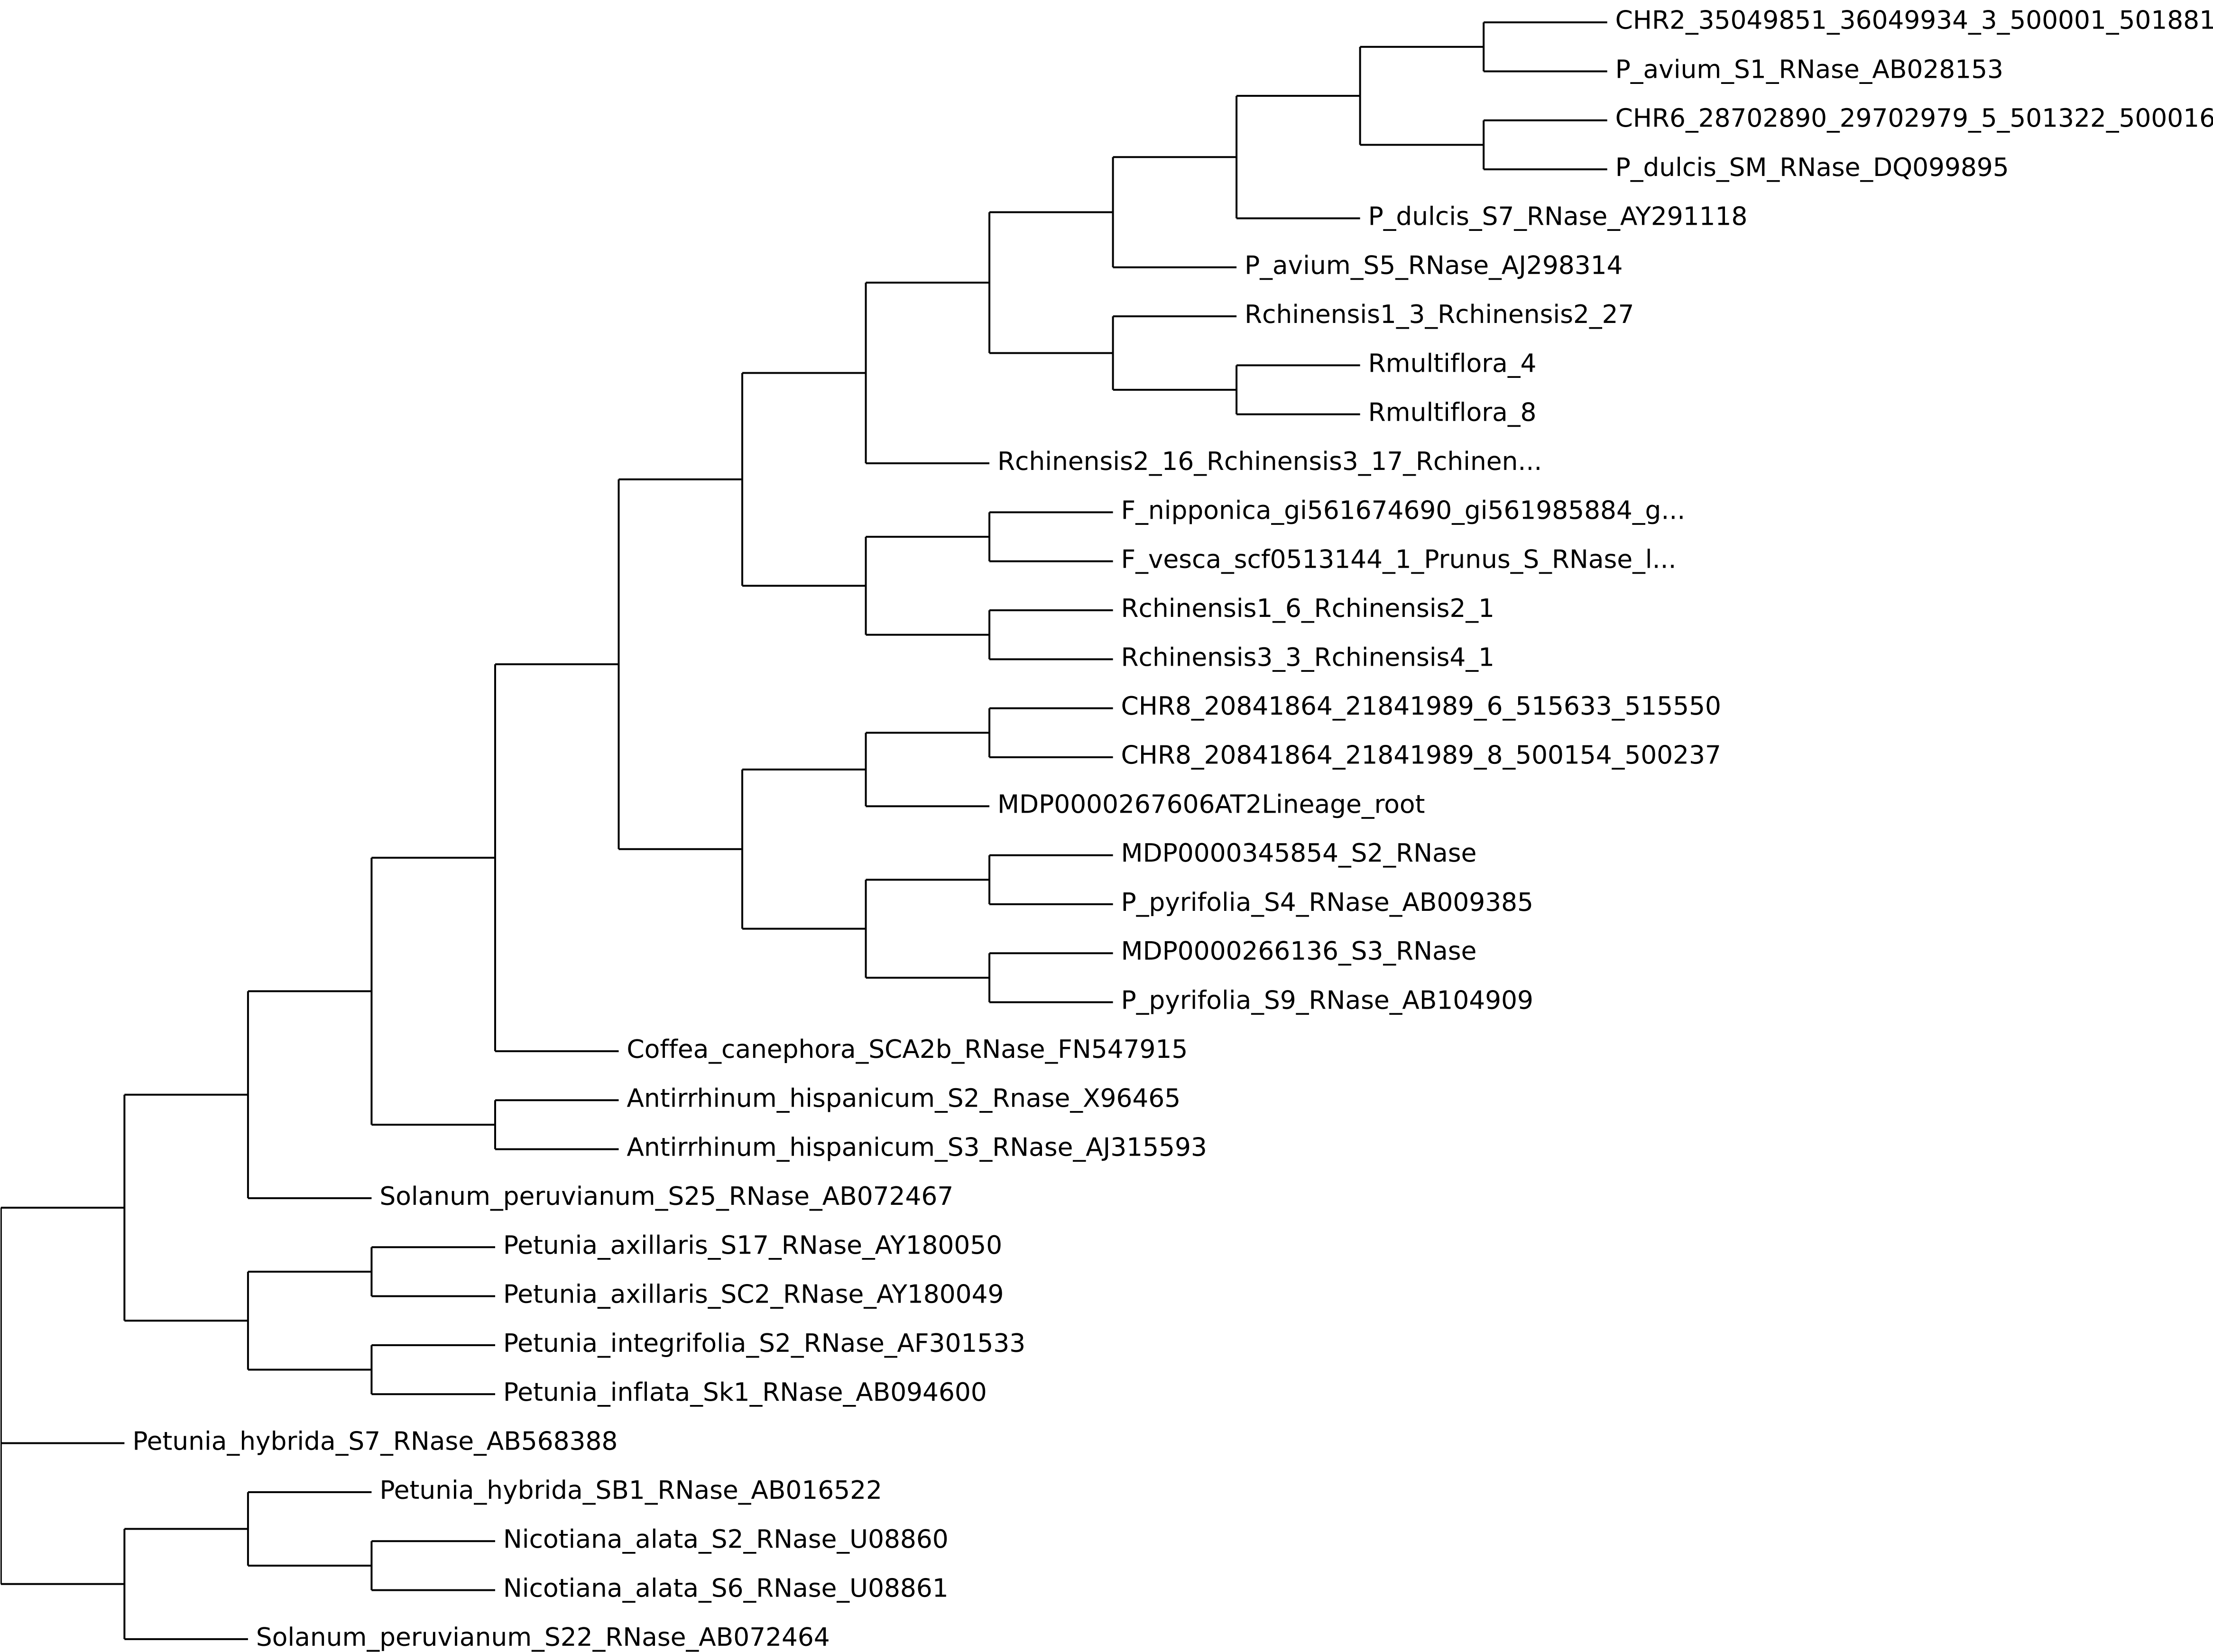 CHR2_35049851_36049934_3_500001_501881
P_avium_S1_RNase_AB028153
CHR6_28702890_29702979_5_501322_500016
P_dulcis_SM_RNase_DQ099895
P_dulcis_S7_RNase_AY291118
P_avium_S5_RNase_AJ298314
Rchinensis1_3_Rchinensis2_27
Rmultiflora_4
Rmultiflora_8
Rchinensis2_16_Rchinensis3_17_Rchinen...
F_nipponica_gi561674690_gi561985884_g...
F_vesca_scf0513144_1_Prunus_S_RNase_l...
Rchinensis1_6_Rchinensis2_1
Rchinensis3_3_Rchinensis4_1
CHR8_20841864_21841989_6_515633_515550
CHR8_20841864_21841989_8_500154_500237
MDP0000267606AT2Lineage_root
MDP0000345854_S2_RNase
P_pyrifolia_S4_RNase_AB009385
MDP0000266136_S3_RNase
P_pyrifolia_S9_RNase_AB104909
Coffea_canephora_SCA2b_RNase_FN547915
Antirrhinum_hispanicum_S2_Rnase_X96465
Antirrhinum_hispanicum_S3_RNase_AJ315593
Solanum_peruvianum_S25_RNase_AB072467
Petunia_axillaris_S17_RNase_AY180050
Petunia_axillaris_SC2_RNase_AY180049
Petunia_integrifolia_S2_RNase_AF301533
Petunia_inflata_Sk1_RNase_AB094600
Petunia_hybrida_S7_RNase_AB568388
Petunia_hybrida_SB1_RNase_AB016522
Nicotiana_alata_S2_RNase_U08860
Nicotiana_alata_S6_RNase_U08861
Solanum_peruvianum_S22_RNase_AB072464